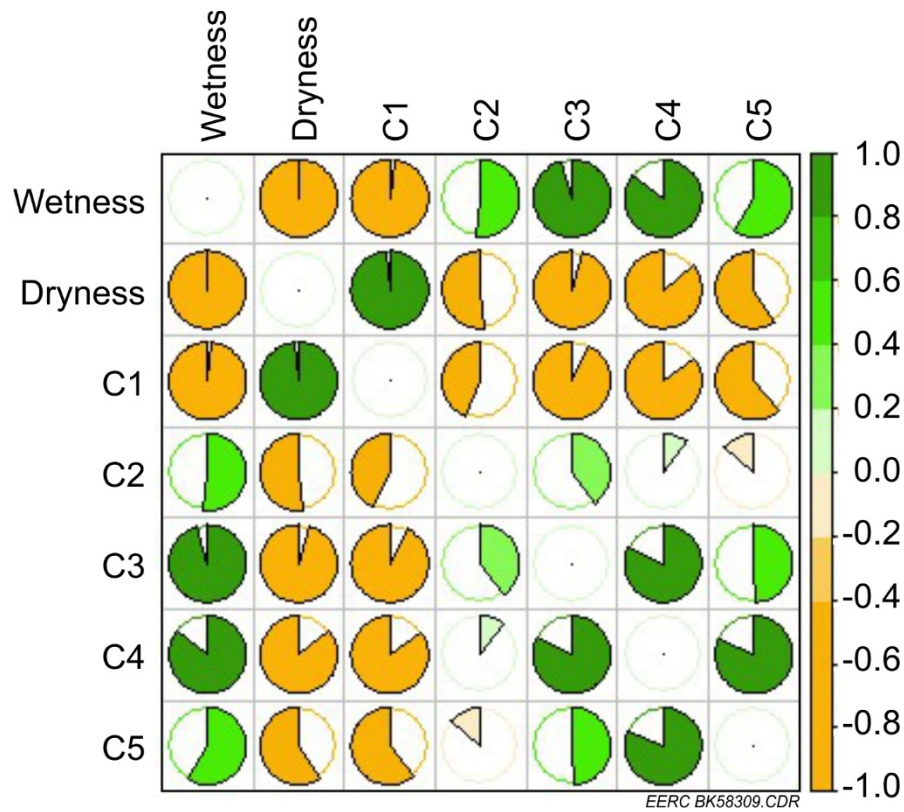 Wetness Dryness C1 C2 C3 C4 C5
Wetness
Dryness
C1
C2
C3
C4
C5
1.0
0.8
0.6
0.4
0.2
0.0
-0.2
-0.4
-0.6
-0.8
-1.0
EERC BK58309.CDR